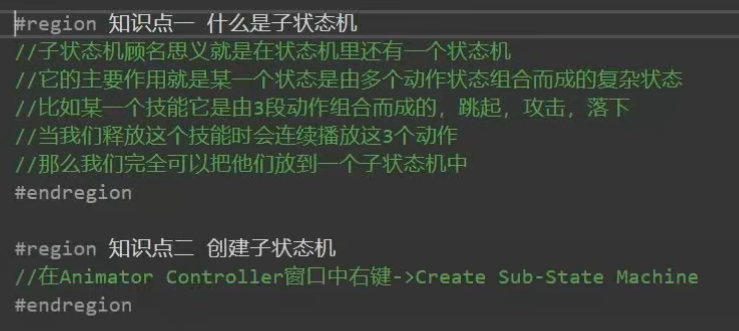 #region 知识点一 什么是子状态机
//子状态机顾名思义就是在状态机里还有一个状态机
//它的主要作用就是某一个状态是由多个动作状态组合而成的复杂状态
//比如某一个技能它是由3段动作组合而成的，跳起，攻击，落下
//当我们释放这个技能时会连续播放这3个动作
//那么我们完全可以把他们放到一个子状态机中
#endregion
#region 知识点二 创建子状态机
//在Animator Controller窗口中右键->Create Sub-State Machine
#endregion